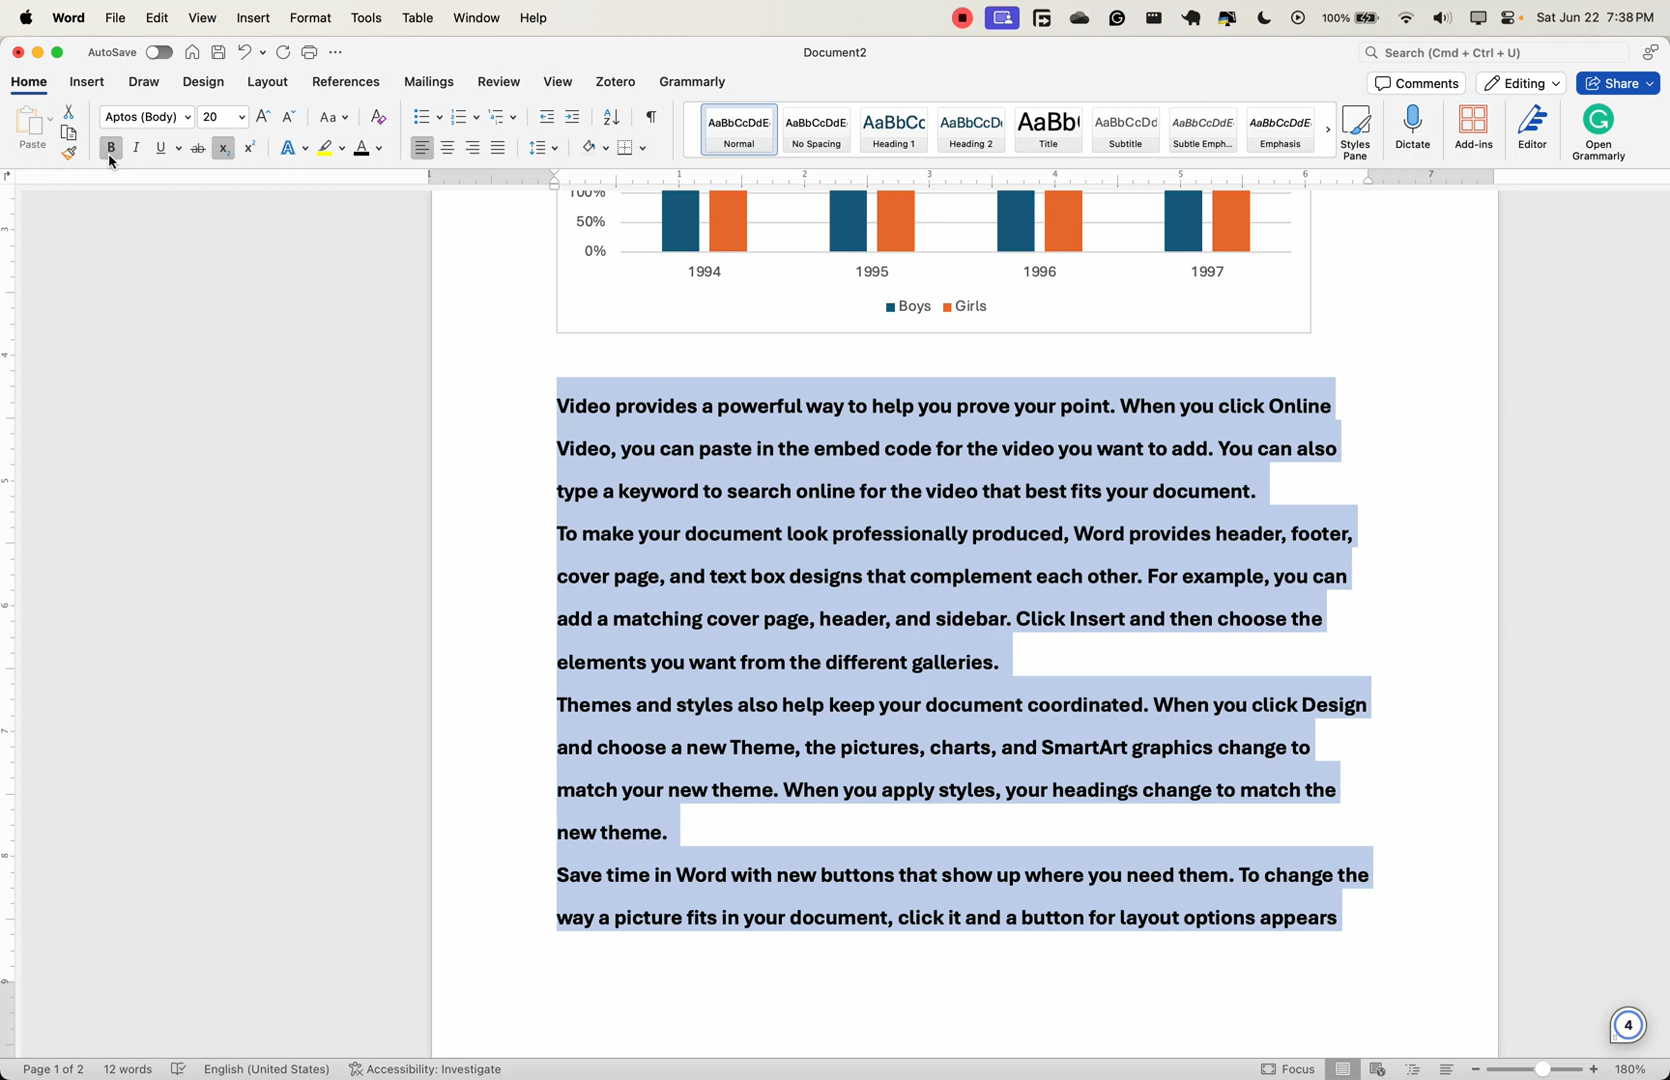 Word File Edit View Insert Format Tools Table Window Help 100% Sat Jun 22 7:38 PM
AutoSave Document2 Search (Cmd + Ctrl + U)
Home Insert Draw Design Layout References Mailings Review View Zotero Grammarly Comments Editing Share
Paste Aptos (Body) 20 Aa
AaBbCcDdE AaBbCcDdE AaBbCc AaBbCcDc AaBb( AaBbCcDd AaBbCcDdE AaBbCcDdE
Normal No Spacing Heading 1 Heading 2 Title Subtitle Subtle Emph... Emphasis
Styles Pane Dictate Add-ins Editor Open Grammarly
1 1 2 3 4 5 6 7
100%
50%
0%
1994 1995 1996 1997
Boys Girls
Video provides a powerful way to help you prove your point. When you click Online
Video, you can paste in the embed code for the video you want to add. You can also
type a keyword to search online for the video that best fits your document.
To make your document look professionally produced, Word provides header, footer,
cover page, and text box designs that complement each other. For example, you can
add a matching cover page, header, and sidebar. Click Insert and then choose the
elements you want from the different galleries.
Themes and styles also help keep your document coordinated. When you click Design
and choose a new Theme, the pictures, charts, and SmartArt graphics change to
match your new theme. When you apply styles, your headings change to match the
new theme.
Save time in Word with new buttons that show up where you need them. To change the
way a picture fits in your document, click it and a button for layout options appears
4
Page 1 of 2 12 words English (United States) Accessibility: Investigate Focus 180%